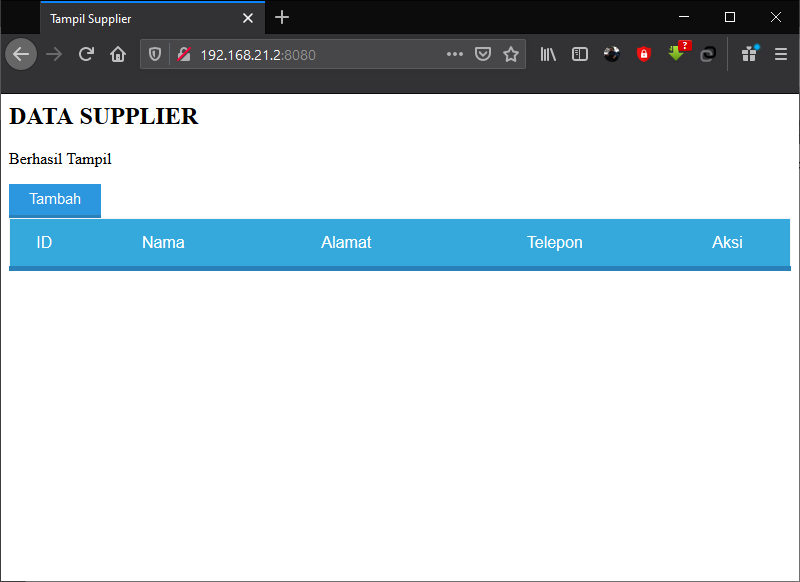 Tampil Supplier
192.168.21.2:8080
?
DATA SUPPLIER
Berhasil Tampil
Tambah
ID Nama Alamat Telepon Aksi